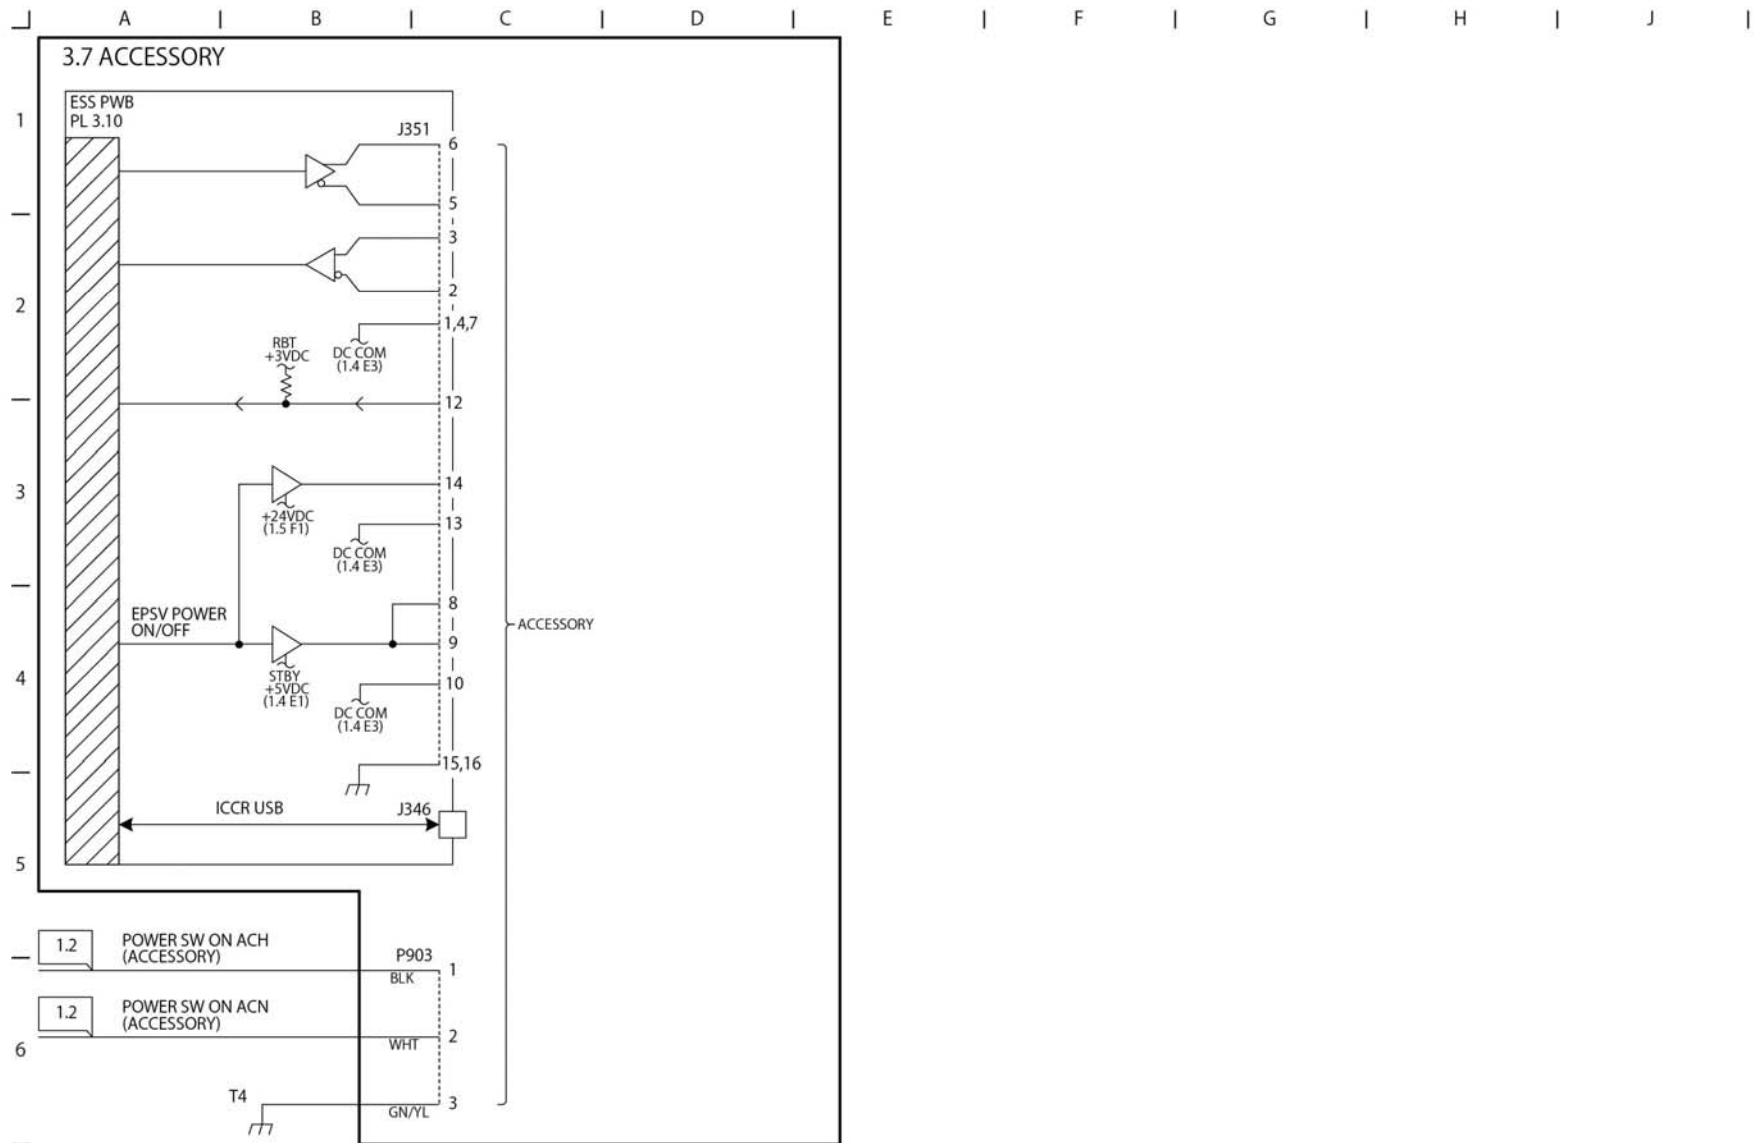 A B C D E F G H J
3.7 ACCESSORY
ESS PWB
PL 3.10
1
J351
6
5
3
2
2
1,4,7
RBT
+3VDC
DC COM
(1.4 E3)
12
3
14
+24VDC
(1.5 F1)
13
DC COM
(1.4 E3)
8
EPSV POWER
ON/OFF
ACCESSORY
9
4
STBY
+5VDC
(1.4 E1)
10
DC COM
(1.4 E3)
15,16
ICCR USB
J346
5
1.2
POWER SW ON ACH
(ACCESSORY)
P903
1
BLK
1.2
POWER SW ON ACN
(ACCESSORY)
2
WHT
6
T4
3
GN/YL